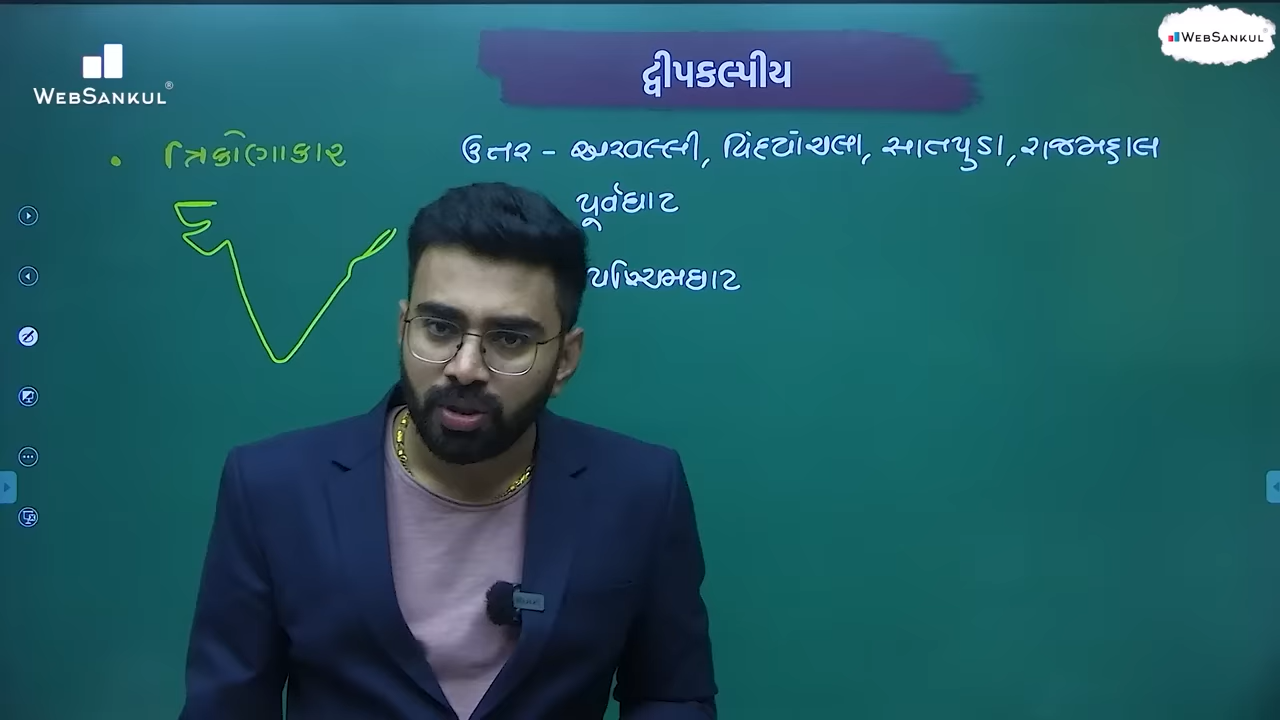 WEBSANKUL®
WEBSANKUL®
દ્વીપકલ્પીય
• ત્રિકોણાકાર
ઉત્તર - અરવલ્લી, વિંધ્યાચલ, સાતપુડા, રાજમહાલ
પૂર્વઘાટ
પશ્ચિમઘાટ